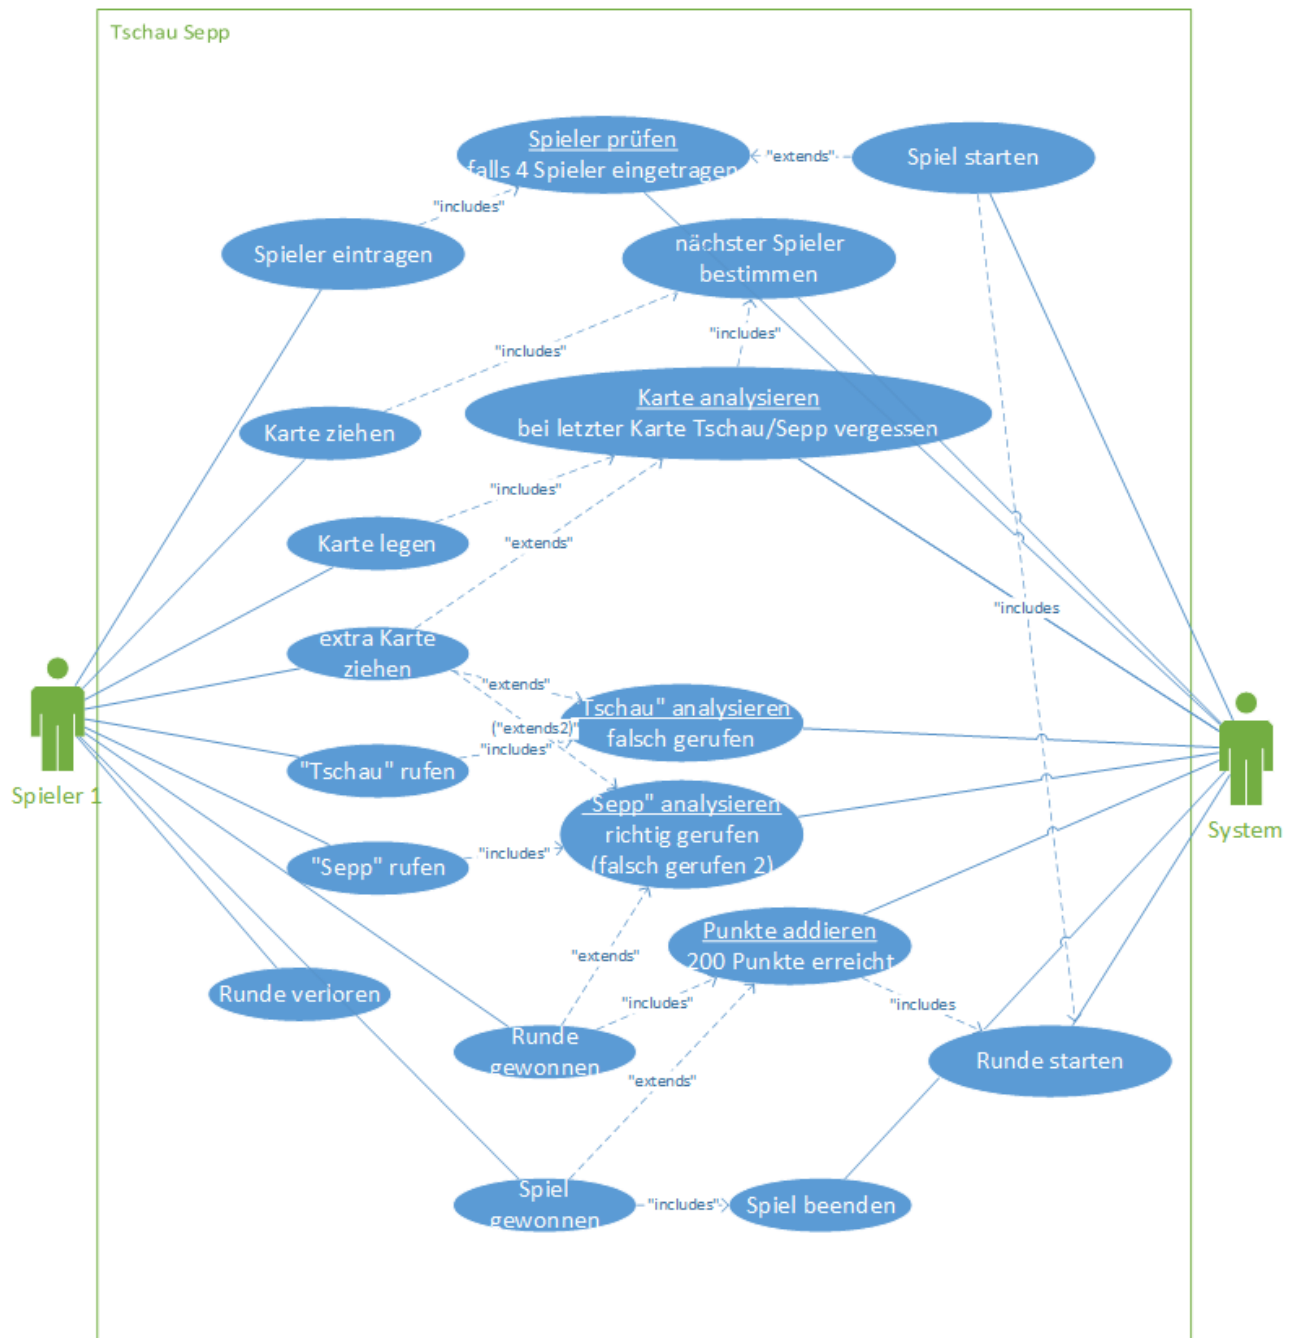 Tschau Sepp
Spieler prüfen
falls 4 Spieler eingetragen
"extends"
Spiel starten
"includes"
Spieler eintragen
nächster Spieler
bestimmen
"includes"
"includes"
Karte analysieren
bei letzter Karte Tschau/Sepp vergessen
Karte ziehen
"includes"
Karte legen
"extends"
"includes
extra Karte
ziehen
"extends"
"Tschau" analysieren
falsch gerufen
("extends2)"
"includes"
"Tschau" rufen
Spieler 1
"Sepp" analysieren
richtig gerufen
(falsch gerufen 2)
System
"includes"
"Sepp" rufen
Punkte addieren
200 Punkte erreicht
"extends"
Runde verloren
"includes"
"includes
Runde
gewonnen
Runde starten
"extends"
Spiel
gewonnen
"includes"
Spiel beenden